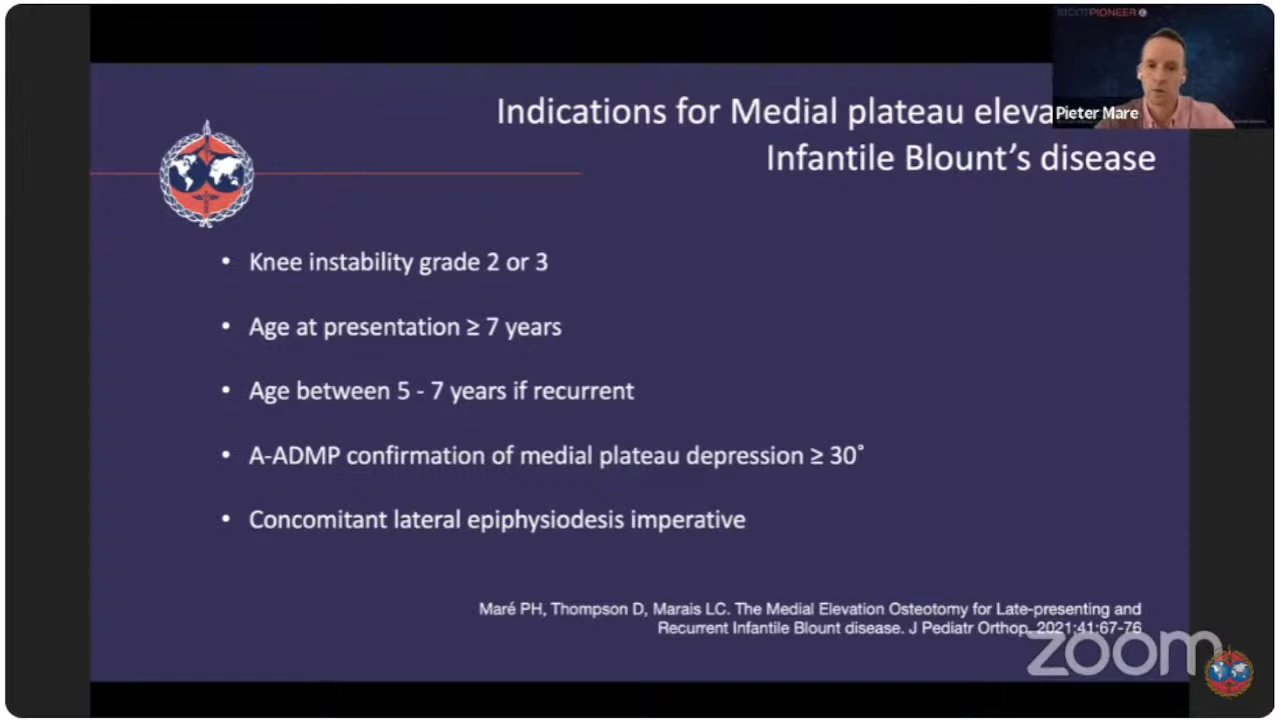 SICOTPIONEER
Pieter Mare
Indications for Medial plateau eleva
Infantile Blount's disease
• Knee instability grade 2 or 3
• Age at presentation ≥ 7 years
• Age between 5 - 7 years if recurrent
• A-ADMP confirmation of medial plateau depression ≥ 30˚
• Concomitant lateral epiphysiodesis imperative
Maré PH, Thompson D, Marais LC. The Medial Elevation Osteotomy for Late-presenting and
Recurrent Infantile Blount disease. J Pediatr Orthop. 2021;41:67-76
zoom